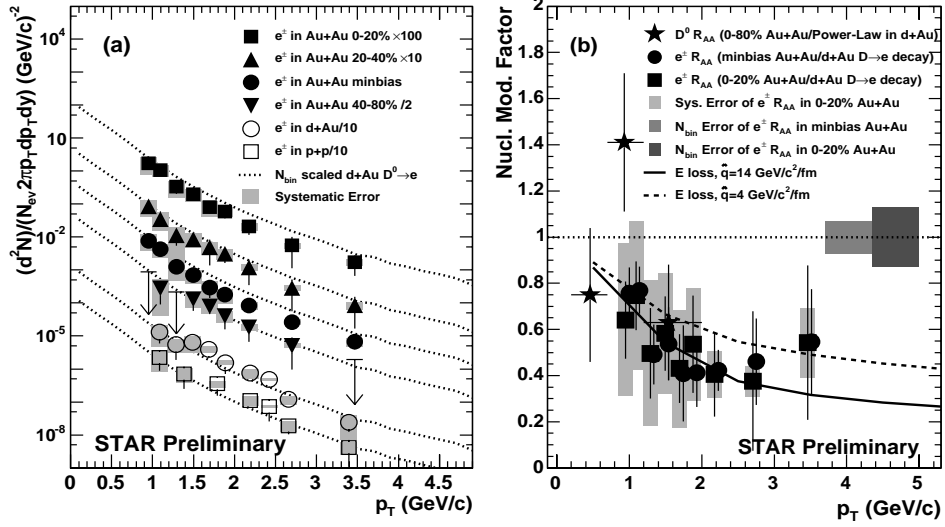 (a)
(d²N)/(N_ev 2πp_T dp_T dy) (GeV/c)⁻²
10⁴
10²
1
10⁻²
10⁻⁵
10⁻⁸
e± in Au+Au 0-20% ×100
e± in Au+Au 20-40% ×10
e± in Au+Au minbias
e± in Au+Au 40-80% /2
e± in d+Au/10
e± in p+p/10
N_bin scaled d+Au D⁰→e
Systematic Error
STAR Preliminary
0 0.5 1 1.5 2 2.5 3 3.5 4 4.5
p_T (GeV/c)
(b)
Nucl. Mod. Factor
2
1.8
1.6
1.4
1.2
1
0.8
0.6
0.4
0.2
0
D⁰ R_AA (0-80% Au+Au/Power-Law in d+Au)
e± R_AA (minbias Au+Au/d+Au D→e decay)
e± R_AA (0-20% Au+Au/d+Au D→e decay)
Sys. Error of e± R_AA in 0-20% Au+Au
N_bin Error of e± R_AA in minbias Au+Au
N_bin Error of e± R_AA in 0-20% Au+Au
E loss, q̂=14 GeV/c²/fm
E loss, q̂=4 GeV/c²/fm
STAR Preliminary
0 1 2 3 4 5
p_T (GeV/c)